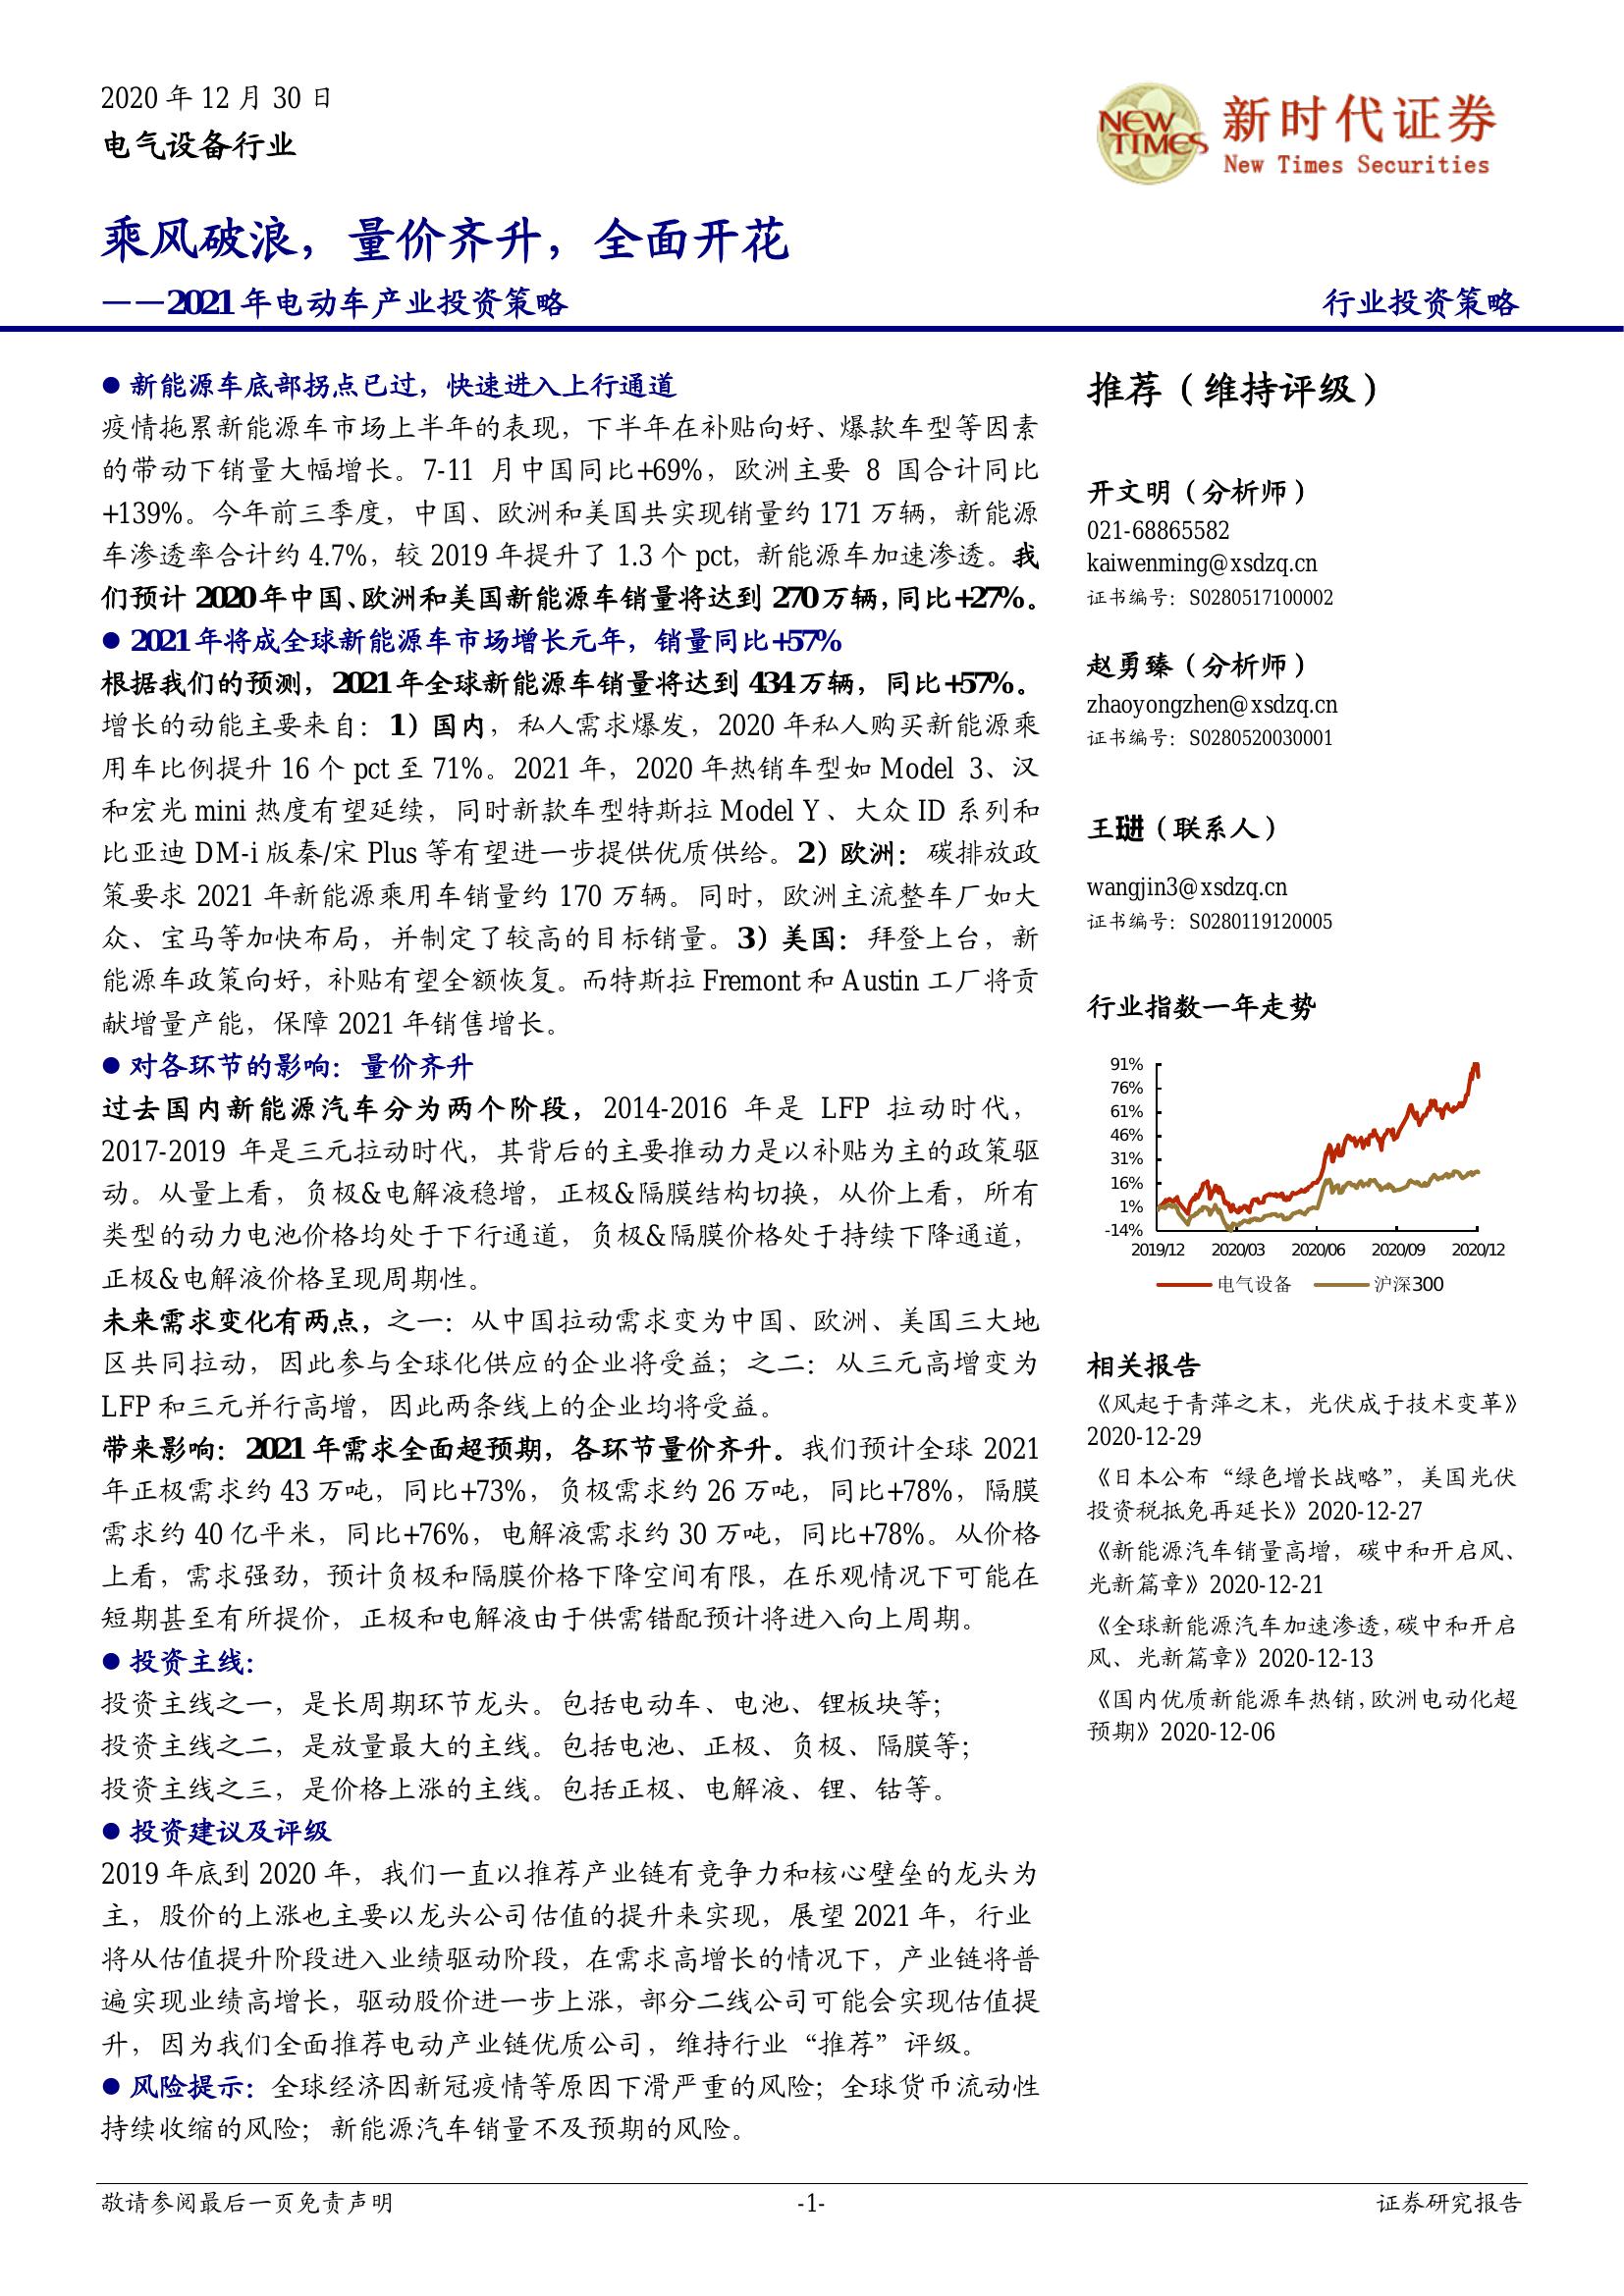 2020 年 12 月 30 日
电气设备行业
NEW TIMES
新时代证券
New Times Securities
乘风破浪，量价齐升，全面开花
——2021 年电动车产业投资策略
行业投资策略
● 新能源车底部拐点已过，快速进入上行通道
疫情拖累新能源车市场上半年的表现，下半年在补贴向好、爆款车型等因素
的带动下销量大幅增长。7-11 月中国同比+69%，欧洲主要 8 国合计同比
+139%。今年前三季度，中国、欧洲和美国共实现销量约 171 万辆，新能源
车渗透率合计约 4.7%，较 2019 年提升了 1.3 个 pct，新能源车加速渗透。我
们预计 2020 年中国、欧洲和美国新能源车销量将达到 270 万辆，同比+27%。
● 2021 年将成全球新能源车市场增长元年，销量同比+57%
根据我们的预测，2021 年全球新能源车销量将达到 434 万辆，同比+57%。
增长的动能主要来自：1）国内，私人需求爆发，2020 年私人购买新能源乘
用车比例提升 16 个 pct 至 71%。2021 年，2020 年热销车型如 Model 3、汉
和宏光 mini 热度有望延续，同时新款车型特斯拉 Model Y、大众 ID 系列和
比亚迪 DM-i 版秦/宋 Plus 等有望进一步提供优质供给。2）欧洲：碳排放政
策要求 2021 年新能源乘用车销量约 170 万辆。同时，欧洲主流整车厂如大
众、宝马等加快布局，并制定了较高的目标销量。3）美国：拜登上台，新
能源车政策向好，补贴有望全额恢复。而特斯拉 Fremont 和 Austin 工厂将贡
献增量产能，保障 2021 年销售增长。
● 对各环节的影响：量价齐升
过去国内新能源汽车分为两个阶段，2014-2016 年是 LFP 拉动时代，
2017-2019 年是三元拉动时代，其背后的主要推动力是以补贴为主的政策驱
动。从量上看，负极&电解液稳增，正极&隔膜结构切换，从价上看，所有
类型的动力电池价格均处于下行通道，负极&隔膜价格处于持续下降通道，
正极&电解液价格呈现周期性。
未来需求变化有两点，之一：从中国拉动需求变为中国、欧洲、美国三大地
区共同拉动，因此参与全球化供应的企业将受益；之二：从三元高增变为
LFP 和三元并行高增，因此两条线上的企业均将受益。
带来影响：2021 年需求全面超预期，各环节量价齐升。我们预计全球 2021
年正极需求约 43 万吨，同比+73%，负极需求约 26 万吨，同比+78%，隔膜
需求约 40 亿平米，同比+76%，电解液需求约 30 万吨，同比+78%。从价格
上看，需求强劲，预计负极和隔膜价格下降空间有限，在乐观情况下可能在
短期甚至有所提价，正极和电解液由于供需错配预计将进入向上周期。
● 投资主线：
投资主线之一，是长周期环节龙头。包括电动车、电池、锂板块等；
投资主线之二，是放量最大的主线。包括电池、正极、负极、隔膜等；
投资主线之三，是价格上涨的主线。包括正极、电解液、锂、钴等。
● 投资建议及评级
2019 年底到 2020 年，我们一直以推荐产业链有竞争力和核心壁垒的龙头为
主，股价的上涨也主要以龙头公司估值的提升来实现，展望 2021 年，行业
将从估值提升阶段进入业绩驱动阶段，在需求高增长的情况下，产业链将普
遍实现业绩高增长，驱动股价进一步上涨，部分二线公司可能会实现估值提
升，因为我们全面推荐电动产业链优质公司，维持行业“推荐”评级。
● 风险提示：全球经济因新冠疫情等原因下滑严重的风险；全球货币流动性
持续收缩的风险；新能源汽车销量不及预期的风险。
推荐（维持评级）
开文明（分析师）
021-68865582
kaiwenming@xsdzq.cn
证书编号：S0280517100002
赵勇臻（分析师）
zhaoyongzhen@xsdzq.cn
证书编号：S0280520030001
王琎（联系人）
wangjin3@xsdzq.cn
证书编号：S0280119120005
行业指数一年走势
91%
76%
61%
46%
31%
16%
1%
-14%
2019/12 2020/03 2020/06 2020/09 2020/12
电气设备 沪深300
相关报告
《风起于青萍之末，光伏成于技术变革》
2020-12-29
《日本公布“绿色增长战略”，美国光伏
投资税抵免再延长》2020-12-27
《新能源汽车销量高增，碳中和开启风、
光新篇章》2020-12-21
《全球新能源汽车加速渗透，碳中和开启
风、光新篇章》2020-12-13
《国内优质新能源车热销，欧洲电动化超
预期》2020-12-06
敬请参阅最后一页免责声明
-1-
证券研究报告